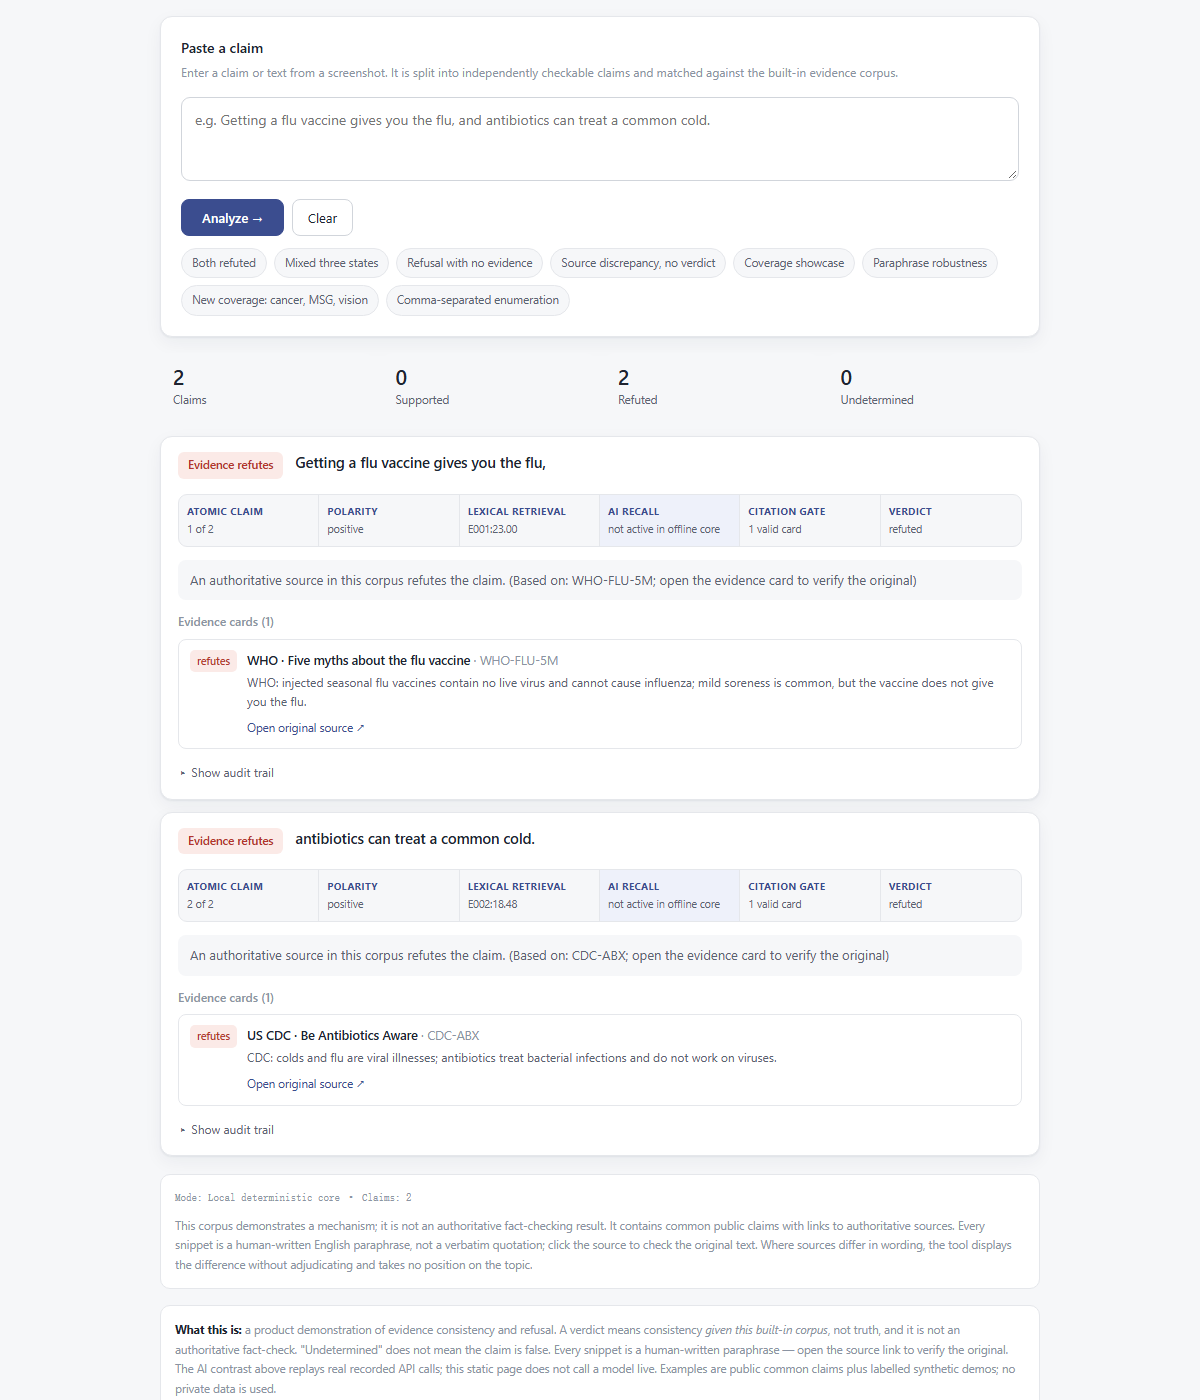 Paste a claim
Enter a claim or text from a screenshot. It is split into independently checkable claims and matched against the built-in evidence corpus.
e.g. Getting a flu vaccine gives you the flu, and antibiotics can treat a common cold.
Analyze →
Clear
Both refuted
Mixed three states
Refusal with no evidence
Source discrepancy, no verdict
Coverage showcase
Paraphrase robustness
New coverage: cancer, MSG, vision
Comma-separated enumeration
2
Claims
0
Supported
2
Refuted
0
Undetermined
Evidence refutes
Getting a flu vaccine gives you the flu,
ATOMIC CLAIM
1 of 2
POLARITY
positive
LEXICAL RETRIEVAL
E001:23.00
AI RECALL
not active in offline core
CITATION GATE
1 valid card
VERDICT
refuted
An authoritative source in this corpus refutes the claim. (Based on: WHO-FLU-5M; open the evidence card to verify the original)
Evidence cards (1)
refutes
WHO · Five myths about the flu vaccine · WHO-FLU-5M
WHO: injected seasonal flu vaccines contain no live virus and cannot cause influenza; mild soreness is common, but the vaccine does not give
you the flu.
Open original source ↗
▸ Show audit trail
Evidence refutes
antibiotics can treat a common cold.
ATOMIC CLAIM
2 of 2
POLARITY
positive
LEXICAL RETRIEVAL
E002:18.48
AI RECALL
not active in offline core
CITATION GATE
1 valid card
VERDICT
refuted
An authoritative source in this corpus refutes the claim. (Based on: CDC-ABX; open the evidence card to verify the original)
Evidence cards (1)
refutes
US CDC · Be Antibiotics Aware · CDC-ABX
CDC: colds and flu are viral illnesses; antibiotics treat bacterial infections and do not work on viruses.
Open original source ↗
▸ Show audit trail
Mode: Local deterministic core · Claims: 2
This corpus demonstrates a mechanism; it is not an authoritative fact-checking result. It contains common public claims with links to authoritative sources. Every
snippet is a human-written English paraphrase, not a verbatim quotation; click the source to check the original text. Where sources differ in wording, the tool displays
the difference without adjudicating and takes no position on the topic.
What this is: a product demonstration of evidence consistency and refusal. A verdict means consistency given this built-in corpus, not truth, and it is not an
authoritative fact-check. "Undetermined" does not mean the claim is false. Every snippet is a human-written paraphrase — open the source link to verify the original.
The AI contrast above replays real recorded API calls; this static page does not call a model live. Examples are public common claims plus labelled synthetic demos; no
private data is used.